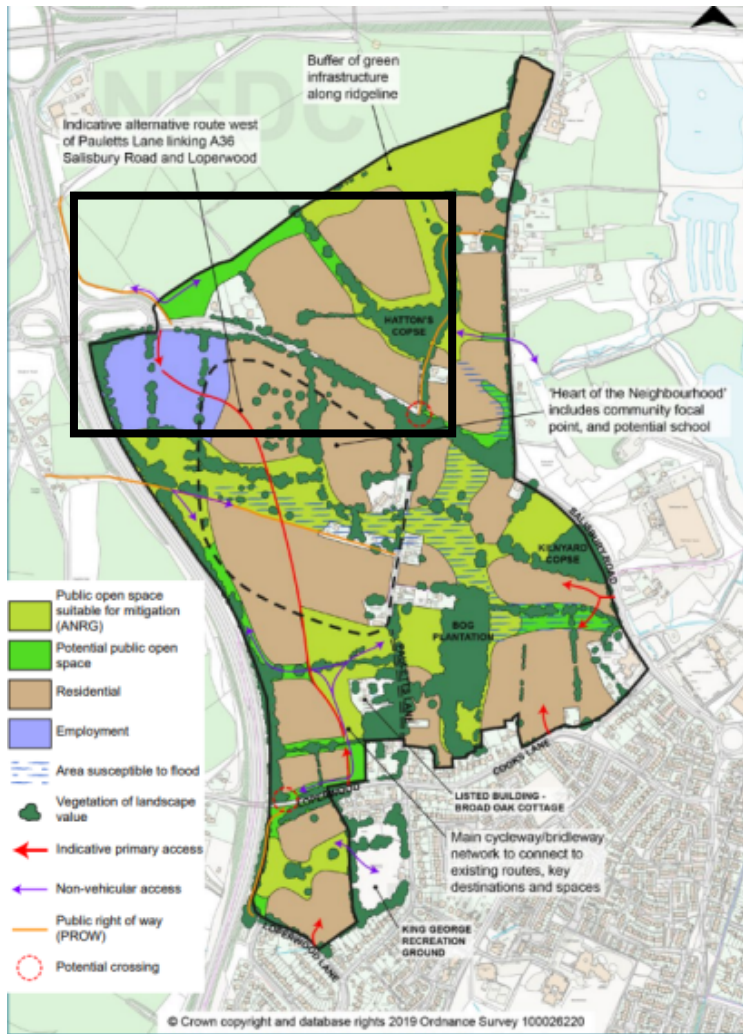 NFDC
Buffer of green
infrastructure
along ridgeline
Indicative alternative route west
of Pauletts Lane linking A36
Salisbury Road and Loperwood
HATTON'S
COPSE
'Heart of the Neighbourhood'
includes community focal
point, and potential school
SALISBURY ROAD
KILNYARD
COPSE
BOG
PLANTATION
PAULETTS LANE
COOKS LANE
LOPERWOOD
LISTED BUILDING -
BROAD OAK COTTAGE
Main cycleway/bridleway
network to connect to
existing routes, key
destinations and spaces
KING GEORGE
RECREATION
GROUND
LOPERWOOD LANE
Public open space
suitable for mitigation
(ANRG)
Potential public open
space
Residential
Employment
Area susceptible to flood
Vegetation of landscape
value
Indicative primary access
Non-vehicular access
Public right of way
(PROW)
Potential crossing
© Crown copyright and database rights 2019 Ordnance Survey 100026220